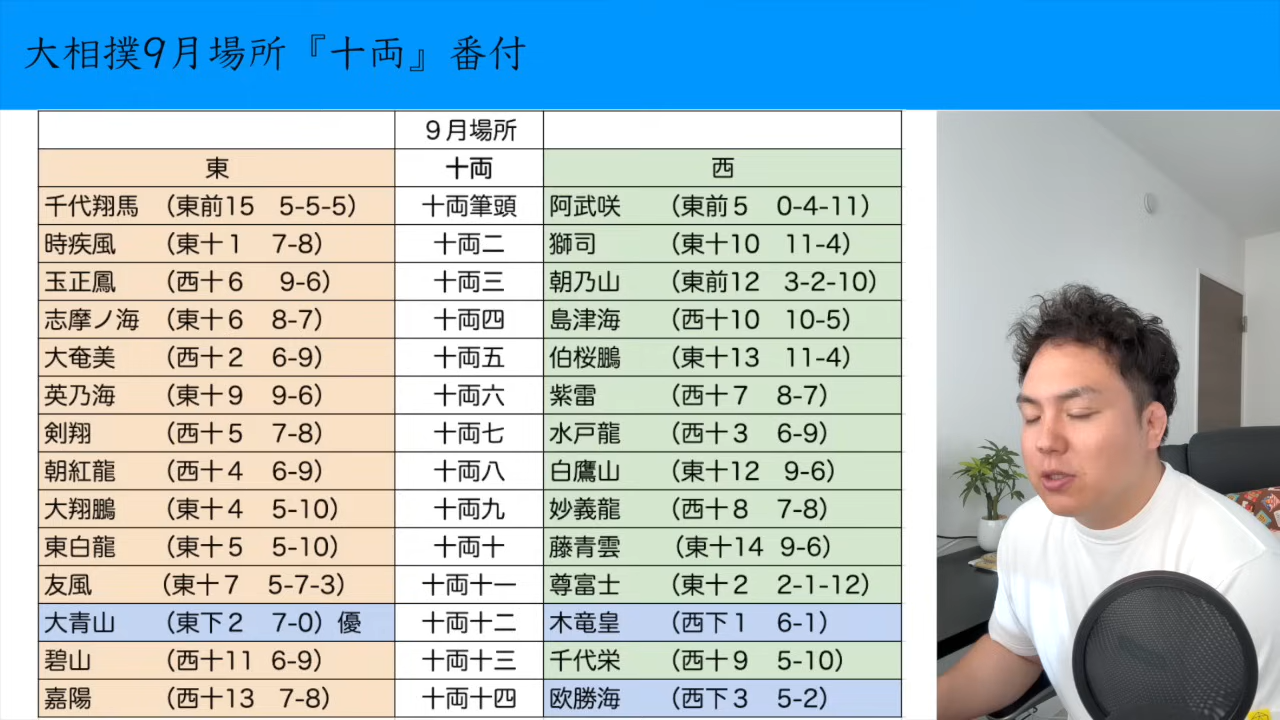 大相撲9月場所『十両』番付
９月場所
東 十両 西
千代翔馬 （東前15 5-5-5） 十両筆頭 阿武咲 （東前５ 0-4-11）
時疾風 （東十１ 7-8） 十両二 獅司 （東十10 11-4）
玉正鳳 （西十６ 9-6） 十両三 朝乃山 （東前12 3-2-10）
志摩ノ海 （東十６ 8-7） 十両四 島津海 （西十10 10-5）
大奄美 （西十２ 6-9） 十両五 伯桜鵬 （東十13 11-4）
英乃海 （東十９ 9-6） 十両六 紫雷 （西十７ 8-7）
剣翔 （西十５ 7-8） 十両七 水戸龍 （西十３ 6-9）
朝紅龍 （西十４ 6-9） 十両八 白鷹山 （東十12 9-6）
大翔鵬 （東十４ 5-10） 十両九 妙義龍 （西十８ 7-8）
東白龍 （東十５ 5-10） 十両十 藤青雲 （東十14 9-6）
友風 （東十７ 5-7-3） 十両十一 尊富士 （東十２ 2-1-12）
大青山 （東下２ 7-0）優 十両十二 木竜皇 （西下１ 6-1）
碧山 （西十11 6-9） 十両十三 千代栄 （西十９ 5-10）
嘉陽 （西十13 7-8） 十両十四 欧勝海 （西下３ 5-2）